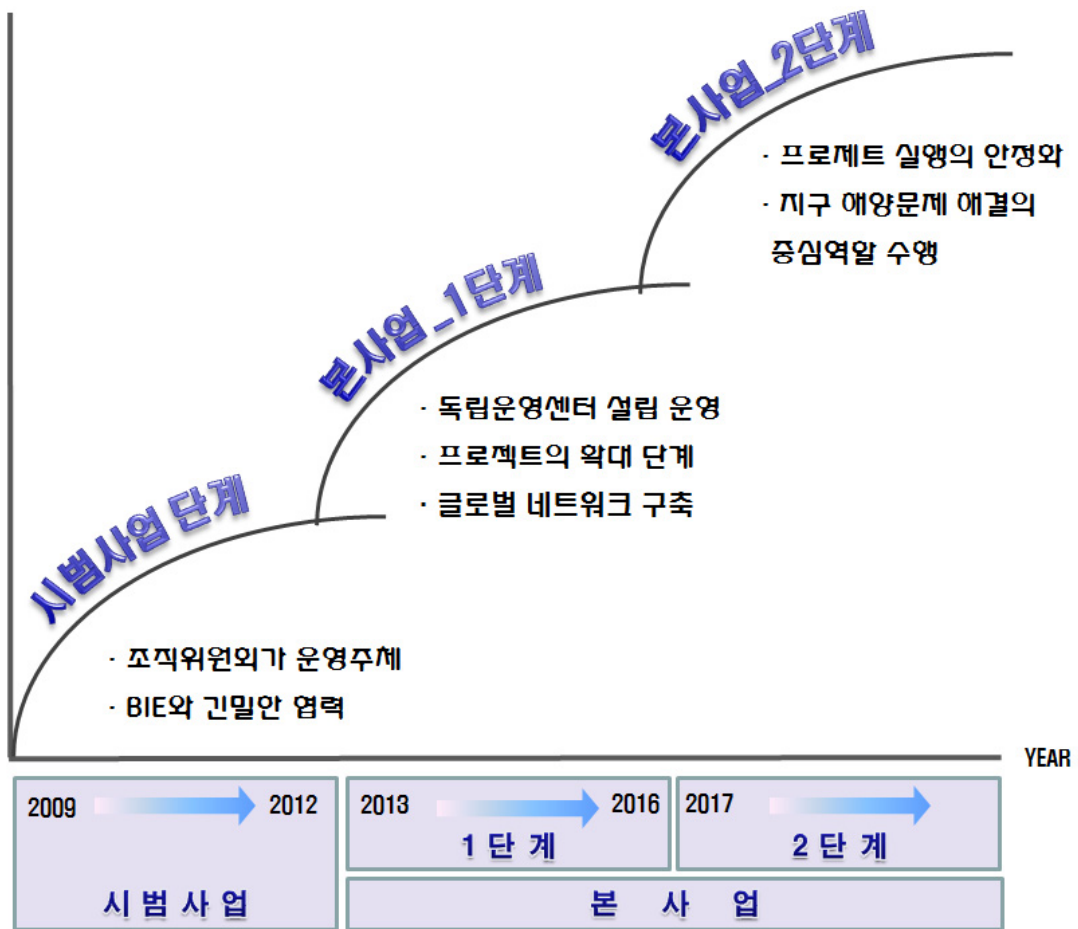 본사업_2단계
· 프로젝트 실행의 안정화
· 지구 해양문제 해결의
중심역할 수행
본사업_1단계
· 독립운영센터 설립 운영
· 프로젝트의 확대 단계
· 글로벌 네트워크 구축
시범사업 단계
· 조직위원회가 운영주체
· BIE와 긴밀한 협력
YEAR
2009 2012 2013 2016 2017
1 단 계 2 단 계
시 범 사 업 본 사 업